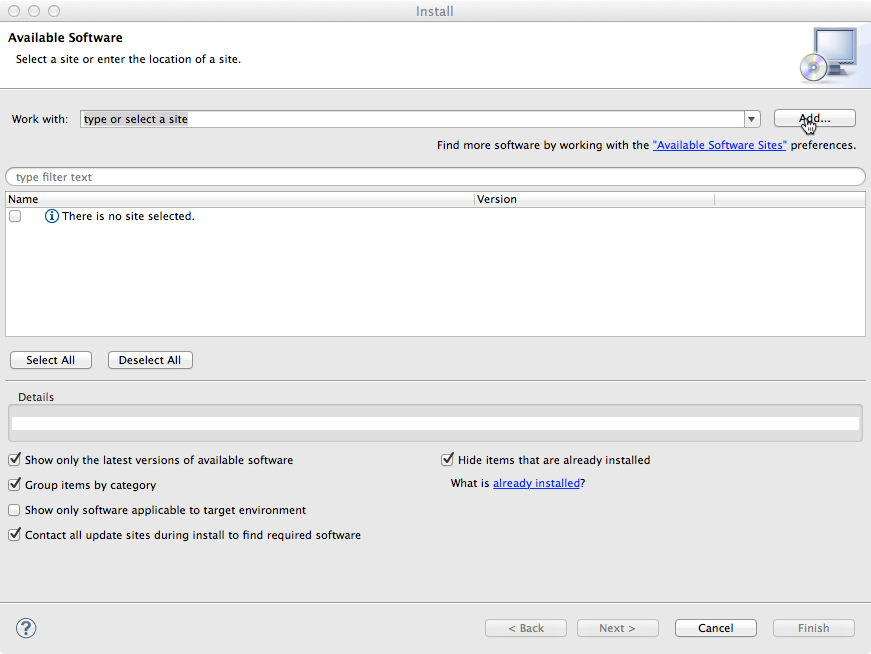 Install
Available Software
Select a site or enter the location of a site.
Work with: type or select a site Add...
Find more software by working with the "Available Software Sites" preferences.
type filter text
Name Version
There is no site selected.
Select All Deselect All
Details
Show only the latest versions of available software Hide items that are already installed
Group items by category What is already installed?
Show only software applicable to target environment
Contact all update sites during install to find required software
? < Back Next > Cancel Finish